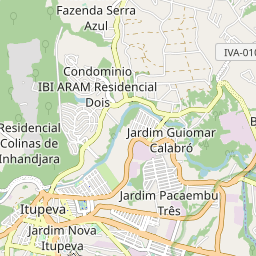 Fazenda Serra
Azul
IVA-010
Condominio
IBI ARAM Residencial
Dois
Residencial
Colinas de
Inhandjara
Jardim Guiomar
Calabró
B
Jardim Pacaembu
Três
Itupeva
Jardim Nova
Itupeva